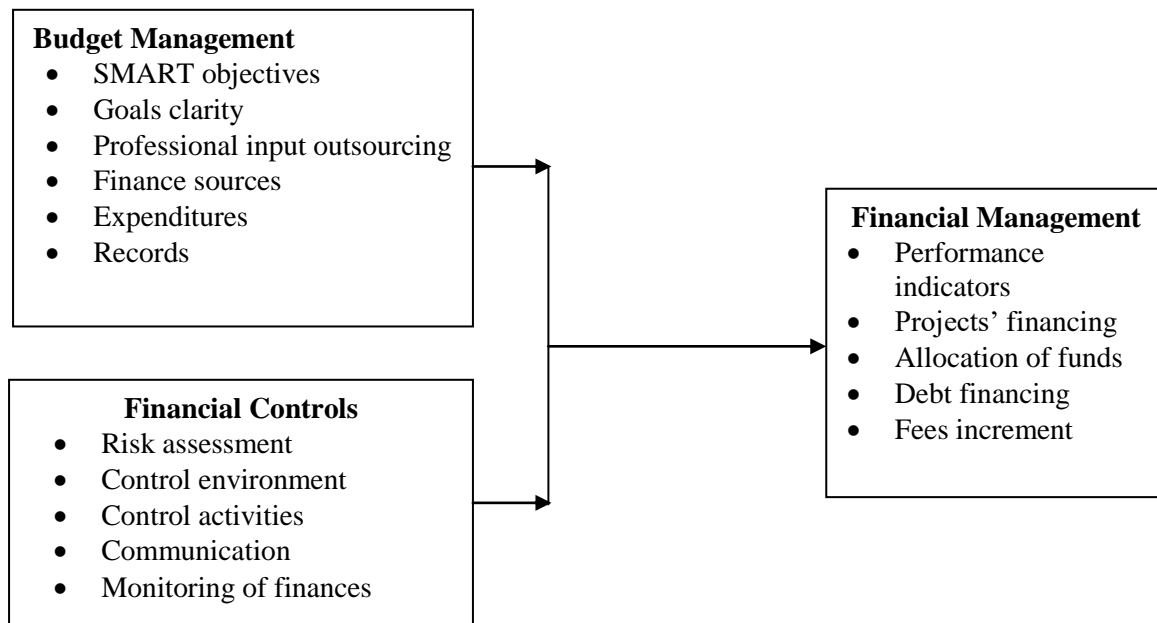 Budget Management
• SMART objectives
• Goals clarity
• Professional input outsourcing
• Finance sources
• Expenditures
• Records
Financial Controls
• Risk assessment
• Control environment
• Control activities
• Communication
• Monitoring of finances
Financial Management
• Performance
indicators
• Projects’ financing
• Allocation of funds
• Debt financing
• Fees increment